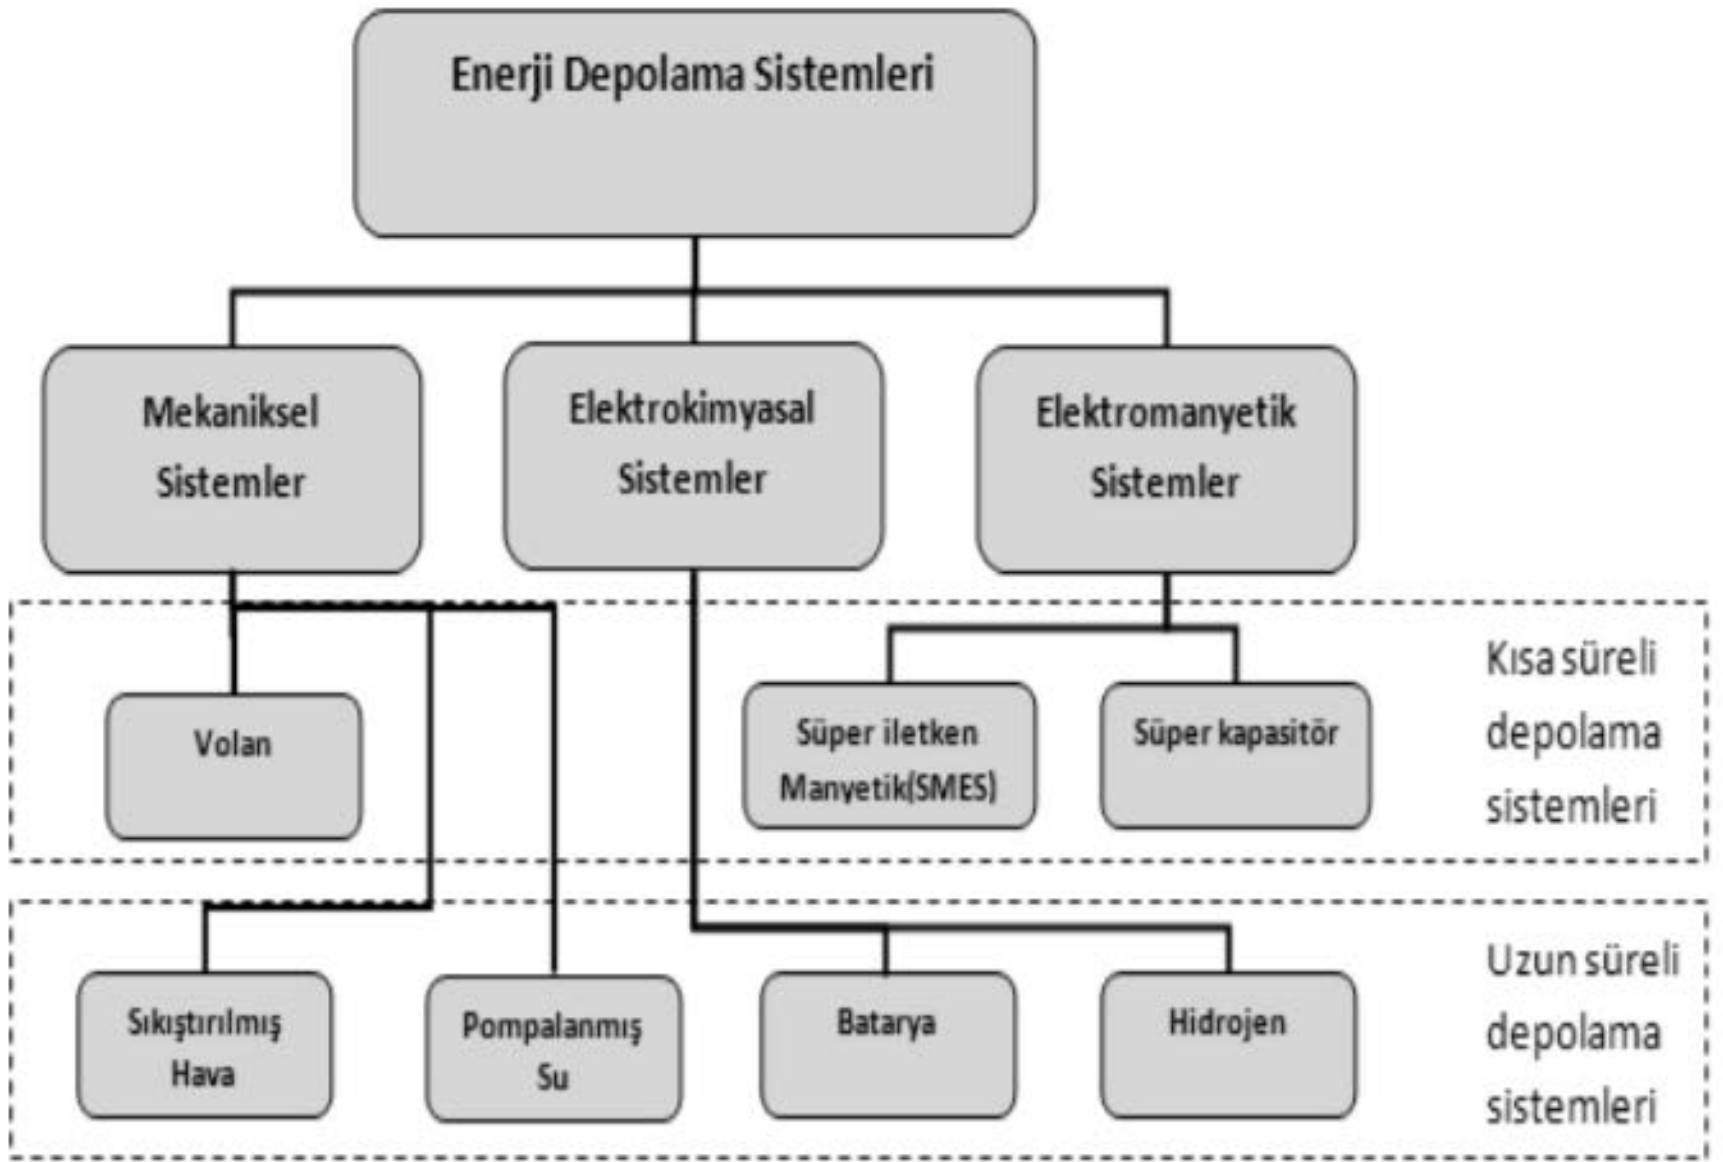 Enerji Depolama Sistemleri
Mekaniksel
Sistemler
Elektrokimyasal
Sistemler
Elektromanyetik
Sistemler
Volan
Süper iletken
Manyetik(SMES)
Süper kapasitör
Kısa süreli
depolama
sistemleri
Sıkıştırılmış
Hava
Pompalanmış
Su
Batarya
Hidrojen
Uzun süreli
depolama
sistemleri